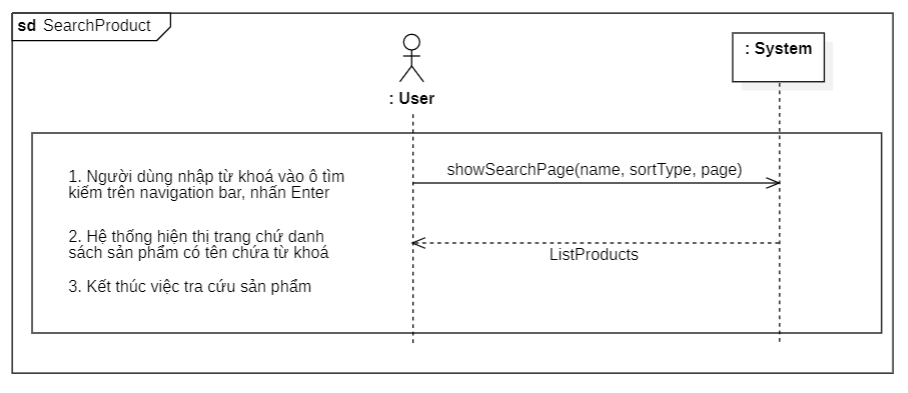 sd SearchProduct
: User
: System
1. Người dùng nhập từ khoá vào ô tìm
kiếm trên navigation bar, nhấn Enter
showSearchPage(name, sortType, page)
2. Hệ thống hiện thị trang chứ danh
sách sản phẩm có tên chứa từ khoá
ListProducts
3. Kết thúc việc tra cứu sản phẩm